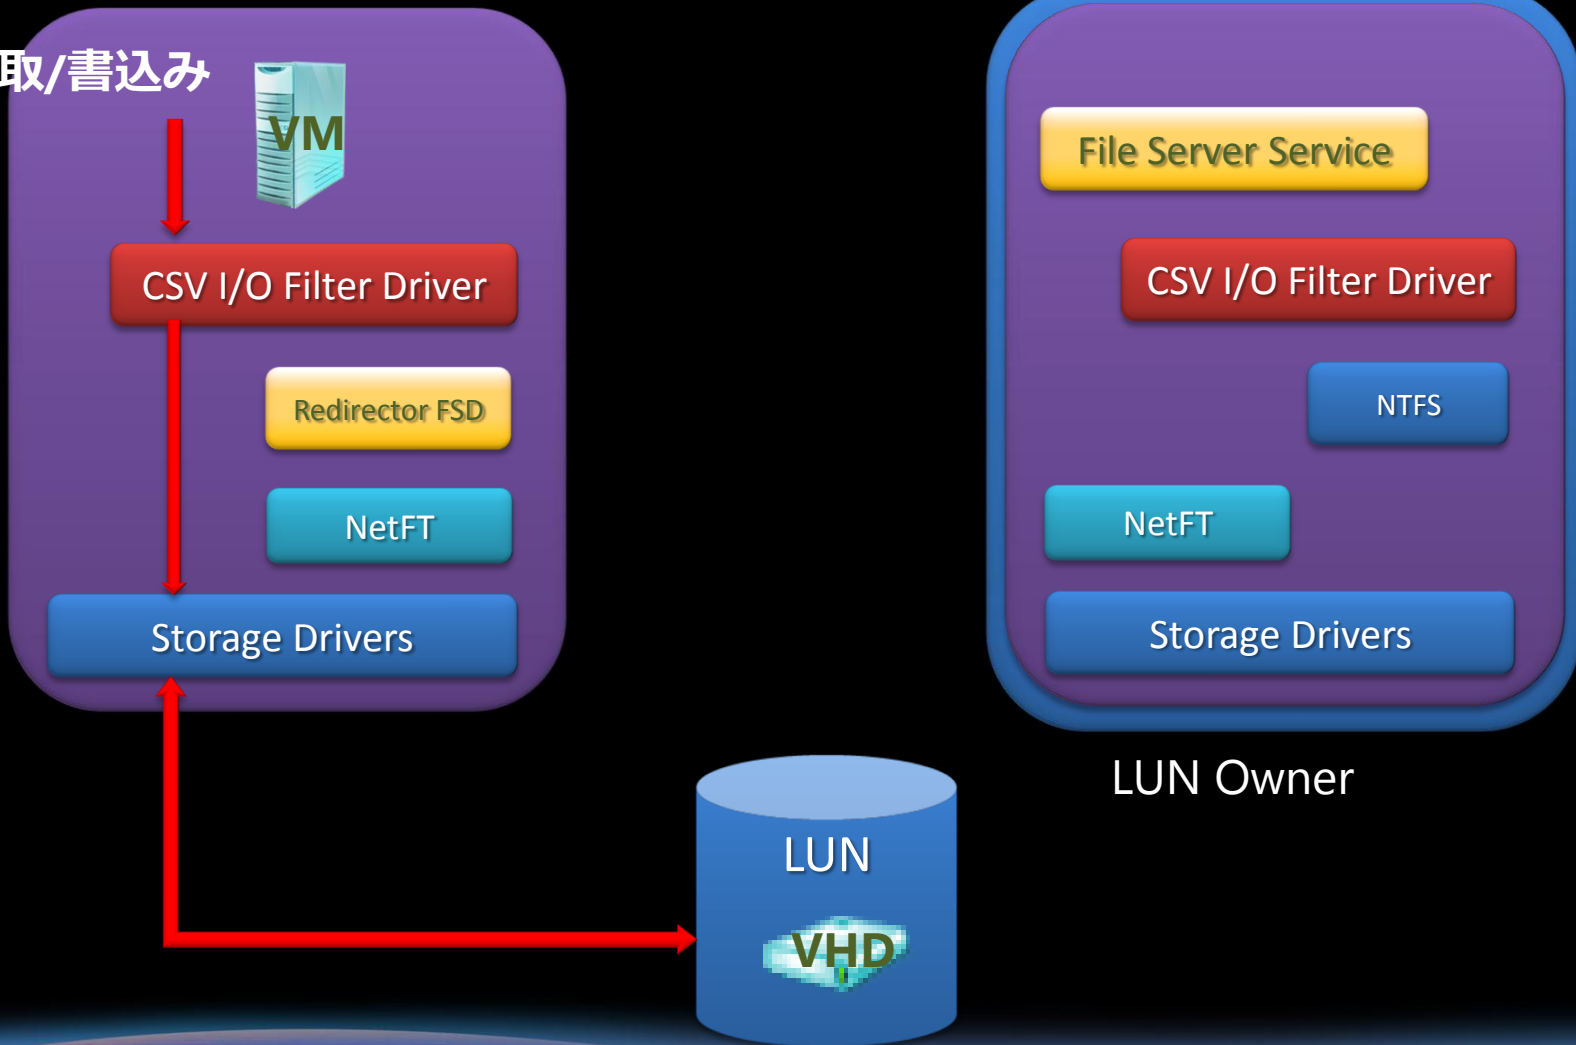 取/書込み
VM
CSV I/O Filter Driver
Redirector FSD
NetFT
Storage Drivers
File Server Service
CSV I/O Filter Driver
NTFS
NetFT
Storage Drivers
LUN Owner
LUN
VHD